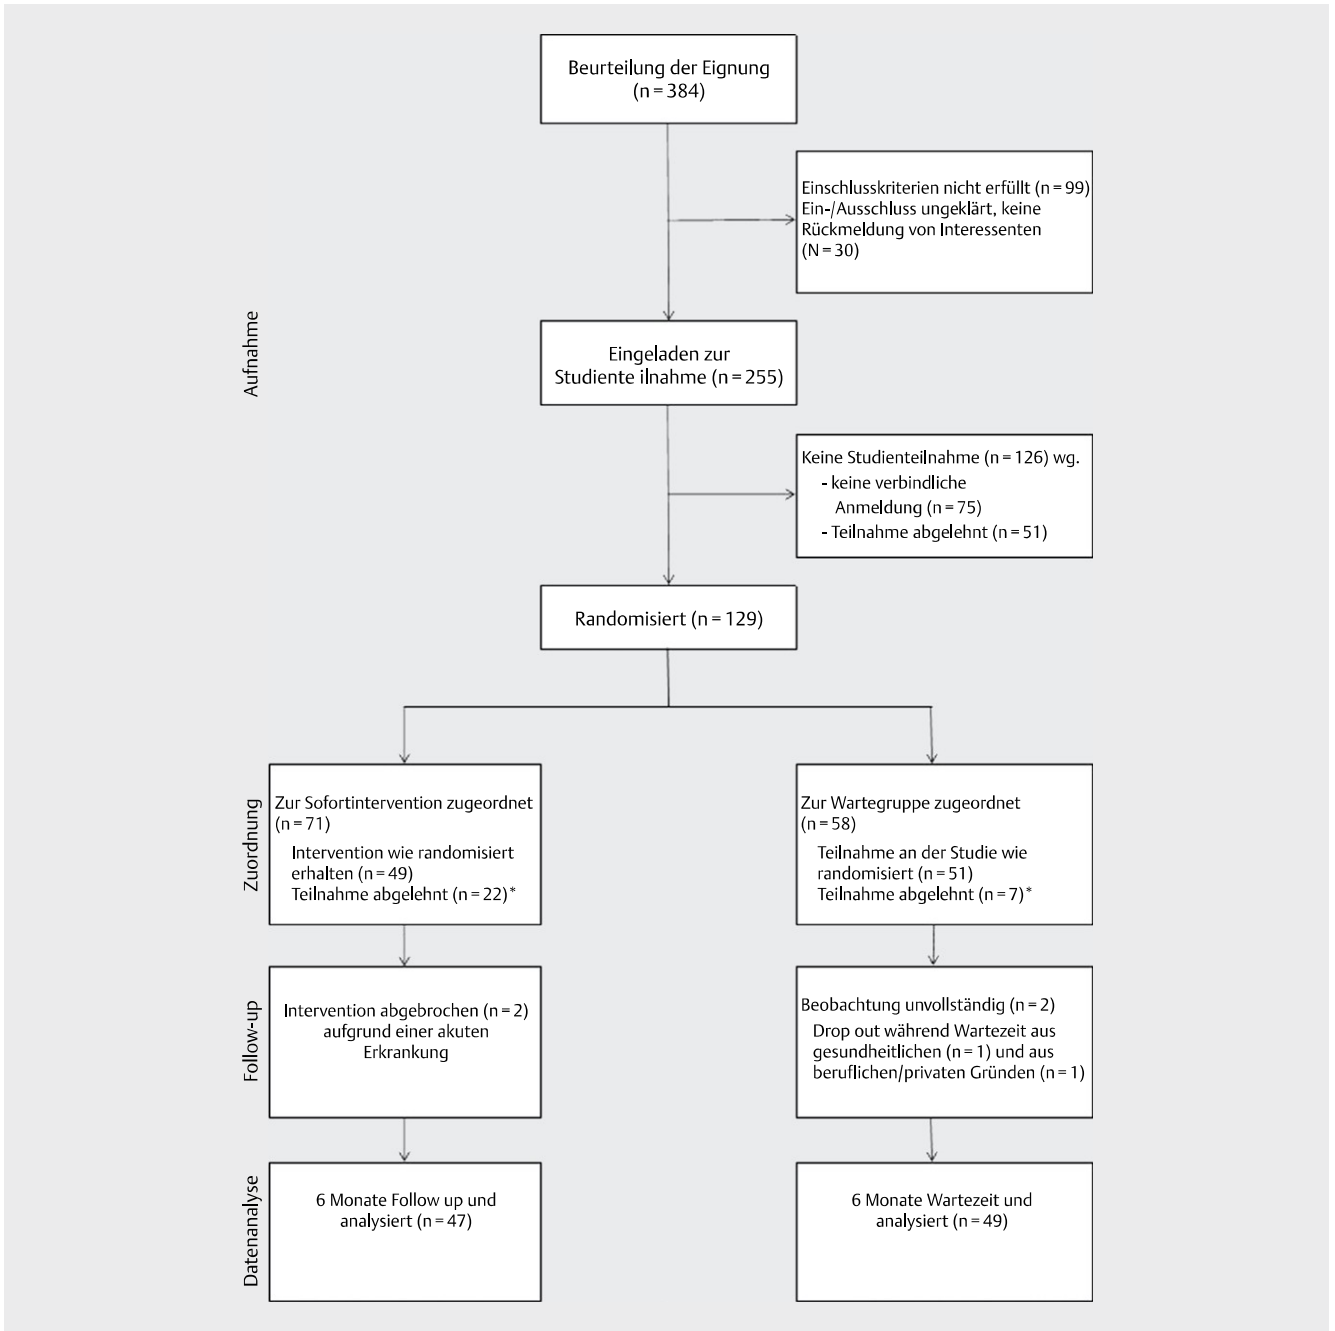 Beurteilung der Eignung
(n = 384)
Einschlusskriterien nicht erfüllt (n = 99)
Ein-/Ausschluss ungeklärt, keine
Rückmeldung von Interessenten
(N = 30)
Aufnahme
Eingeladen zur
Studiente ilnahme (n = 255)
Keine Studienteilnahme (n = 126) wg.
- keine verbindliche
Anmeldung (n = 75)
- Teilnahme abgelehnt (n = 51)
Randomisiert (n = 129)
Zuordnung
Zur Sofortintervention zugeordnet
(n = 71)
Intervention wie randomisiert
erhalten (n = 49)
Teilnahme abgelehnt (n = 22)*
Zur Wartegruppe zugeordnet
(n = 58)
Teilnahme an der Studie wie
randomisiert (n = 51)
Teilnahme abgelehnt (n = 7)*
Follow-up
Intervention abgebrochen (n = 2)
aufgrund einer akuten
Erkrankung
Beobachtung unvollständig (n = 2)
Drop out während Wartezeit aus
gesundheitlichen (n = 1) und aus
beruflichen/privaten Gründen (n = 1)
Datenanalyse
6 Monate Follow up und
analysiert (n = 47)
6 Monate Wartezeit und
analysiert (n = 49)